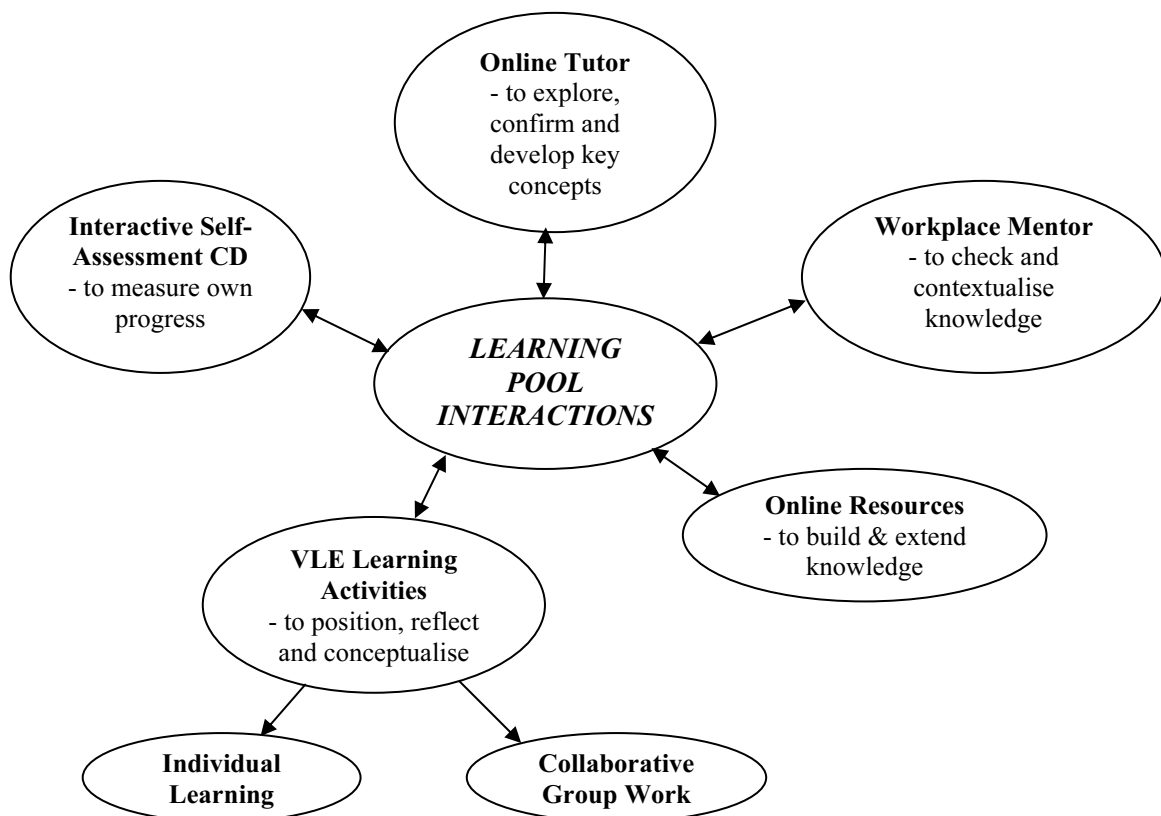 Online Tutor
- to explore,
confirm and
develop key
concepts
Interactive Self-
Assessment CD
- to measure own
progress
Workplace Mentor
- to check and
contextualise
knowledge
LEARNING
POOL
INTERACTIONS
Online Resources
- to build & extend
knowledge
VLE Learning
Activities
- to position, reflect
and conceptualise
Individual
Learning
Collaborative
Group Work